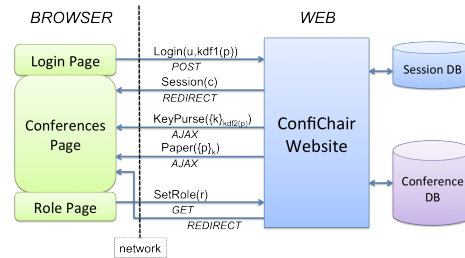 BROWSER
WEB
Login Page
Login(u,kdf1(p))
POST
Session(c)
REDIRECT
Session DB
Conferences
Page
KeyPurse({k}kdf2(p))
AJAX
Paper({p}k)
AJAX
ConfiChair
Website
Conference
DB
Role Page
SetRole(r)
GET
REDIRECT
network